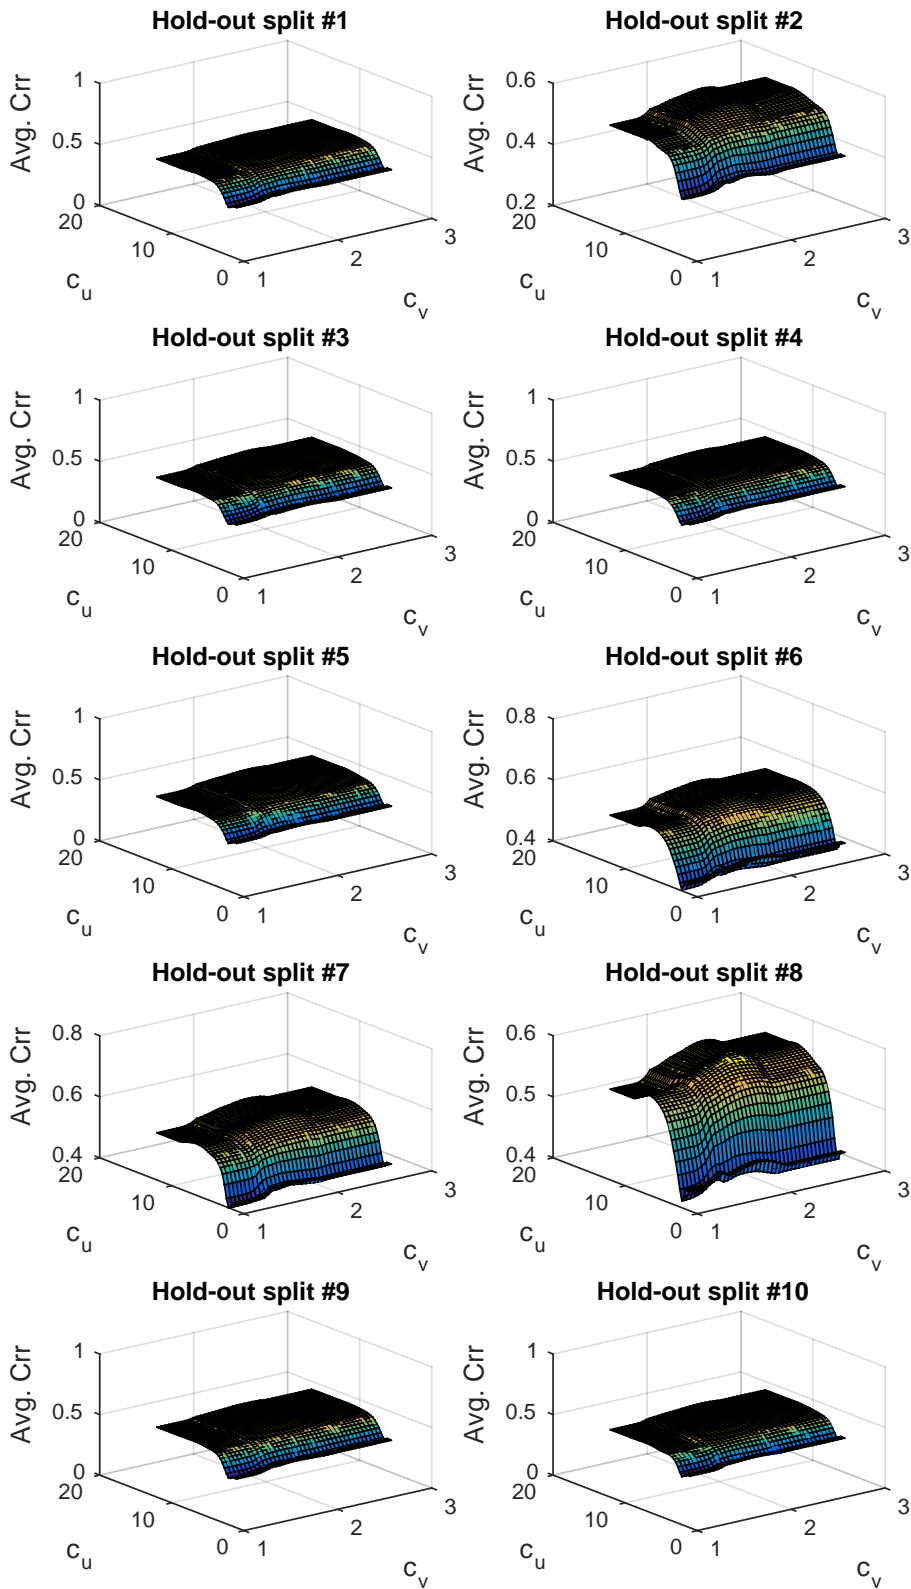 Hold-out split #1
Avg. Crr
1
0.5
0
20
10
0
1
2
3
c_u
c_v
Hold-out split #2
Avg. Crr
0.6
0.4
0.2
20
10
0
1
2
3
c_u
c_v
Hold-out split #3
Avg. Crr
1
0.5
0
20
10
0
1
2
3
c_u
c_v
Hold-out split #4
Avg. Crr
1
0.5
0
20
10
0
1
2
3
c_u
c_v
Hold-out split #5
Avg. Crr
1
0.5
0
20
10
0
1
2
3
c_u
c_v
Hold-out split #6
Avg. Crr
0.8
0.6
0.4
20
10
0
1
2
3
c_u
c_v
Hold-out split #7
Avg. Crr
0.8
0.6
0.4
20
10
0
1
2
3
c_u
c_v
Hold-out split #8
Avg. Crr
0.6
0.5
0.4
20
10
0
1
2
3
c_u
c_v
Hold-out split #9
Avg. Crr
1
0.5
0
20
10
0
1
2
3
c_u
c_v
Hold-out split #10
Avg. Crr
1
0.5
0
20
10
0
1
2
3
c_u
c_v